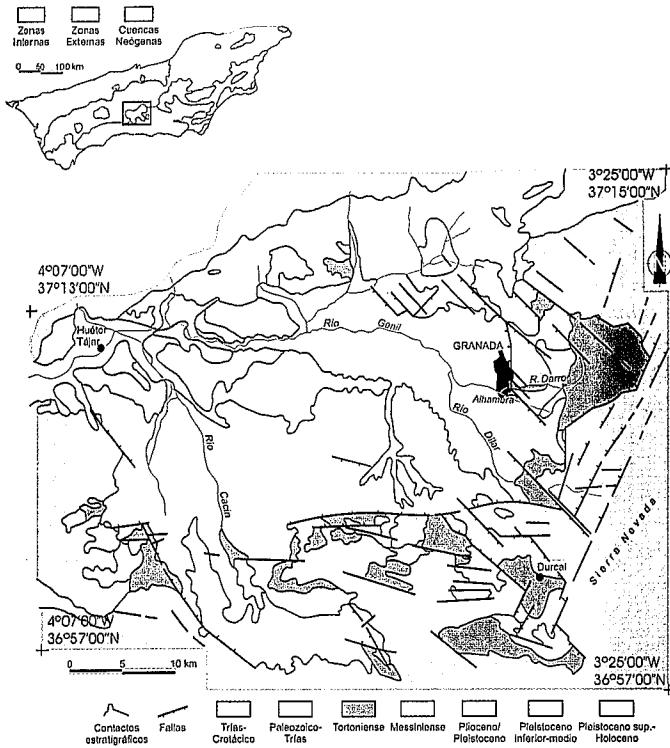 Zonas Internas
Zonas Externas
Cuencas Neógenas
0 50 100 km
3°25'00"W
37°15'00"N
N
4°07'00"W
37°13'00"N
Huétor
Tájar
Río Genil
GRANADA
R. Darro
Alhambra
Río Dílar
Río Cacín
Sierra Nevada
Durcal
4°07'00"W
36°57'00"N
3°25'00"W
36°57'00"N
0 5 10 km
Contactos estratigráficos
Fallas
Trías-Cretácico
Paleozoico-Trías
Tortoniense
Messiniense
Plioceno/Pleistoceno
Pleistoceno inferior-medio
Pleistoceno sup.-Holoceno